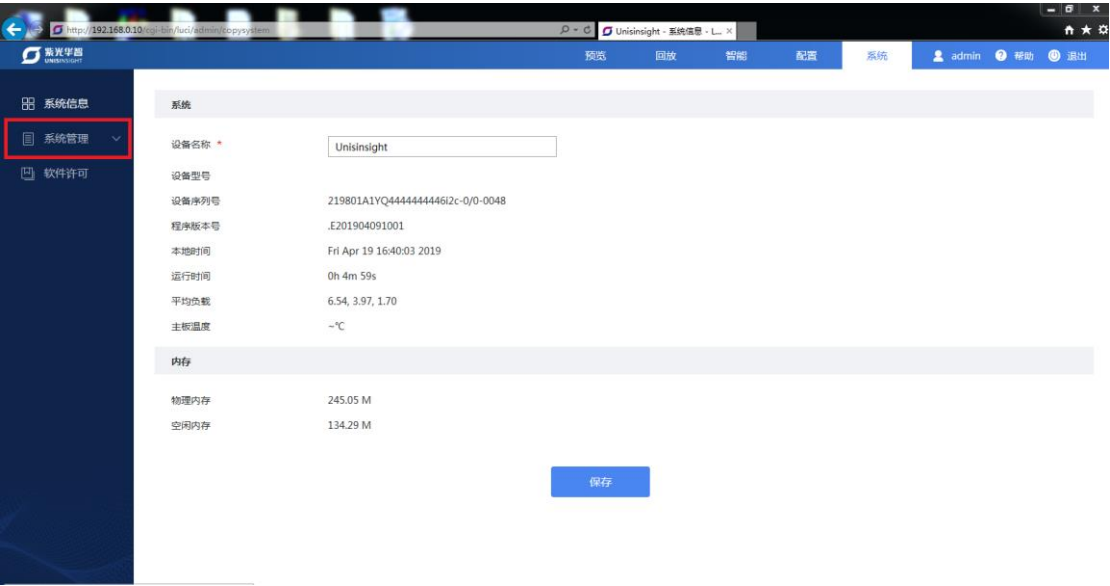 http://192.168.0.10/cgi-bin/luci/admin/copysystem
Unisinsight - 系统信息 - L...
紫光华智
UNISINSIGHT
预览 回放 智能 配置 系统 admin 帮助 退出
系统信息
系统管理
软件许可
系统
设备名称 * Unisinsight
设备型号
设备序列号 219801A1YQ4444444446i2c-0/0-0048
程序版本号 .E201904091001
本地时间 Fri Apr 19 16:40:03 2019
运行时间 0h 4m 59s
平均负载 6.54, 3.97, 1.70
主板温度 ~℃
内存
物理内存 245.05 M
空闲内存 134.29 M
保存